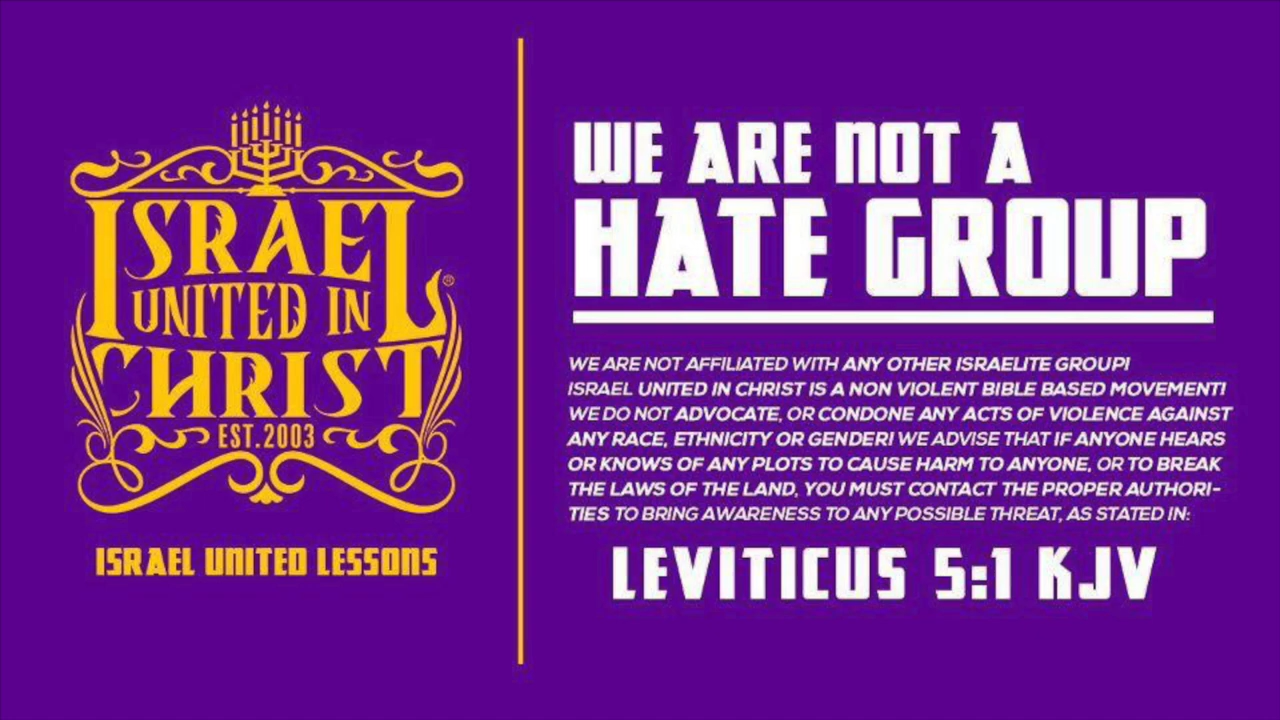 ISRAEL
UNITED IN
CHRIST
EST. 2003
ISRAEL UNITED LESSONS
WE ARE NOT A
HATE GROUP
WE ARE NOT AFFILIATED WITH ANY OTHER ISRAELITE GROUP!
ISRAEL UNITED IN CHRIST IS A NON VIOLENT BIBLE BASED MOVEMENT!
WE DO NOT ADVOCATE, OR CONDONE ANY ACTS OF VIOLENCE AGAINST
ANY RACE, ETHNICITY OR GENDER! WE ADVISE THAT IF ANYONE HEARS
OR KNOWS OF ANY PLOTS TO CAUSE HARM TO ANYONE, OR TO BREAK
THE LAWS OF THE LAND, YOU MUST CONTACT THE PROPER AUTHORI-
TIES TO BRING AWARENESS TO ANY POSSIBLE THREAT, AS STATED IN:
LEVITICUS 5:1 KJV